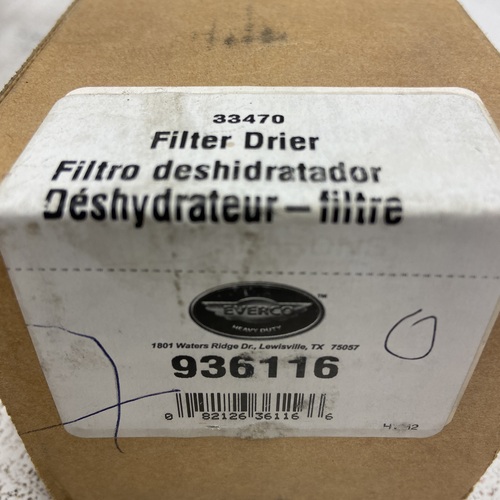 33470
Filter Drier
Filtro deshidratador
Déshydrateur – filtre
EVERCO
HEAVY DUTY
™
1801 Waters Ridge Dr., Lewisville, TX 75057
936116
0 82126 36116 6